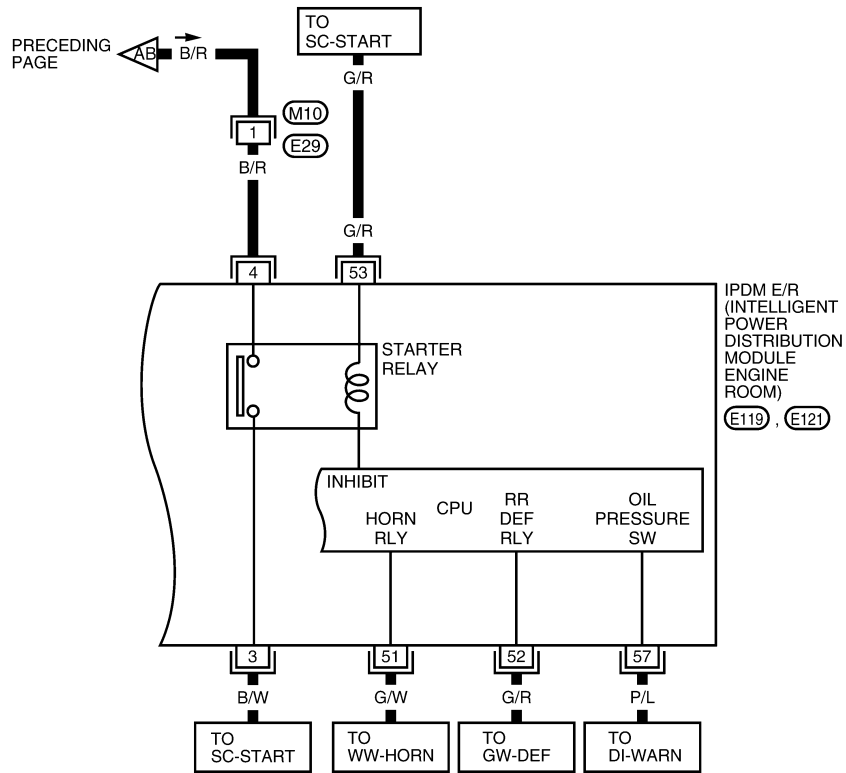 TO
SC-START
PRECEDING
PAGE
AB
B/R
G/R
M10
1
E29
B/R
G/R
4
53
IPDM E/R
(INTELLIGENT
POWER
DISTRIBUTION
MODULE
ENGINE
ROOM)
E119 , E121
STARTER
RELAY
INHIBIT
CPU
HORN
RLY
RR
DEF
RLY
OIL
PRESSURE
SW
3
51
52
57
B/W
G/W
G/R
P/L
TO
SC-START
TO
WW-HORN
TO
GW-DEF
TO
DI-WARN